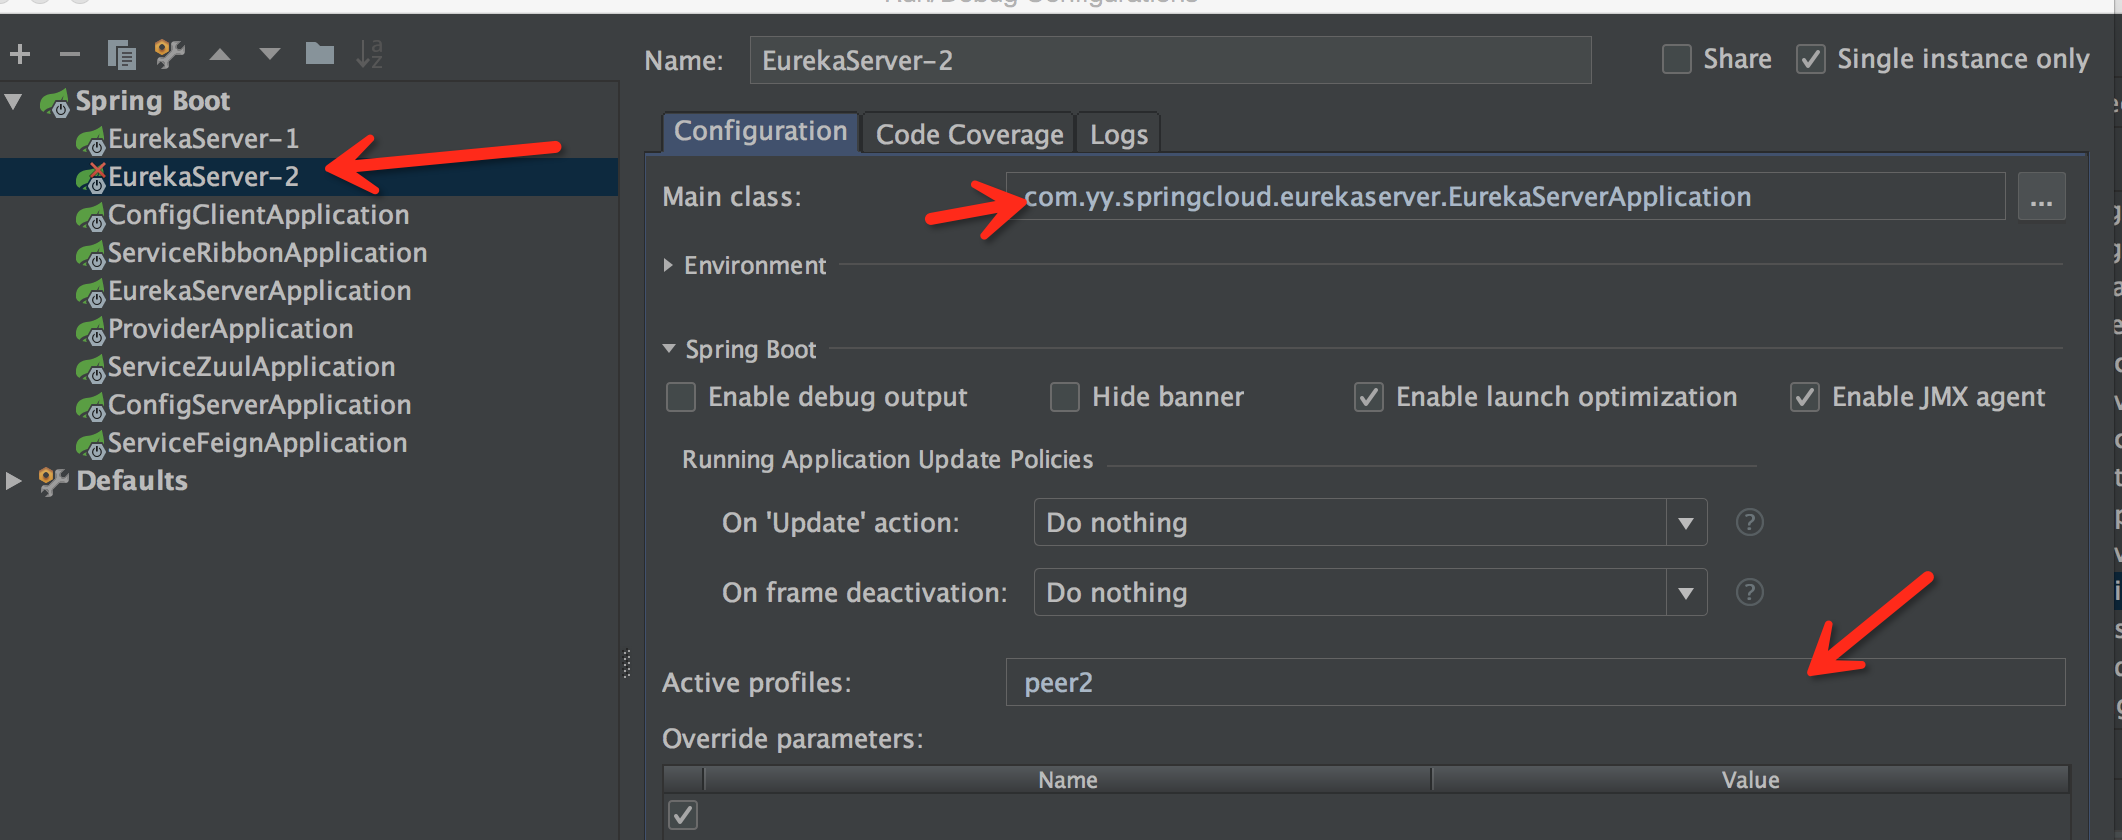 Run/Debug Configurations
Name: EurekaServer-2 Share Single instance only
Spring Boot
EurekaServer-1
EurekaServer-2
ConfigClientApplication
ServiceRibbonApplication
EurekaServerApplication
ProviderApplication
ServiceZuulApplication
ConfigServerApplication
ServiceFeignApplication
Defaults
Configuration Code Coverage Logs
Main class: com.yy.springcloud.eurekaserver.EurekaServerApplication ...
Environment
Spring Boot
Enable debug output Hide banner Enable launch optimization Enable JMX agent
Running Application Update Policies
On 'Update' action: Do nothing ?
On frame deactivation: Do nothing ?
Active profiles: peer2
Override parameters:
Name Value